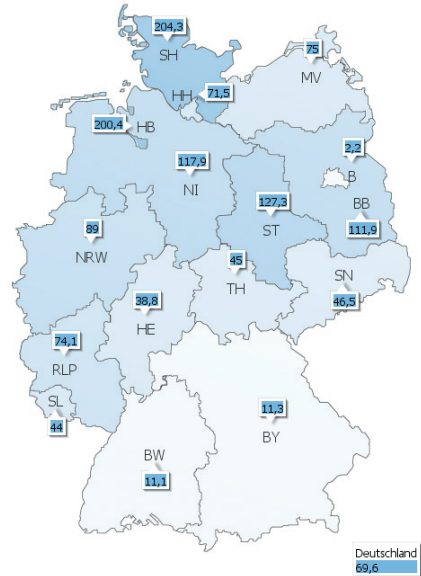 204,3
SH
75
MV
HH
71,5
200,4
HB
2,2
117,9
B
NI
127,3
BB
ST
111,9
89
NRW
45
SN
TH
46,5
38,8
HE
74,1
RLP
SL
44
11,3
BY
BW
11,1
Deutschland
69,6